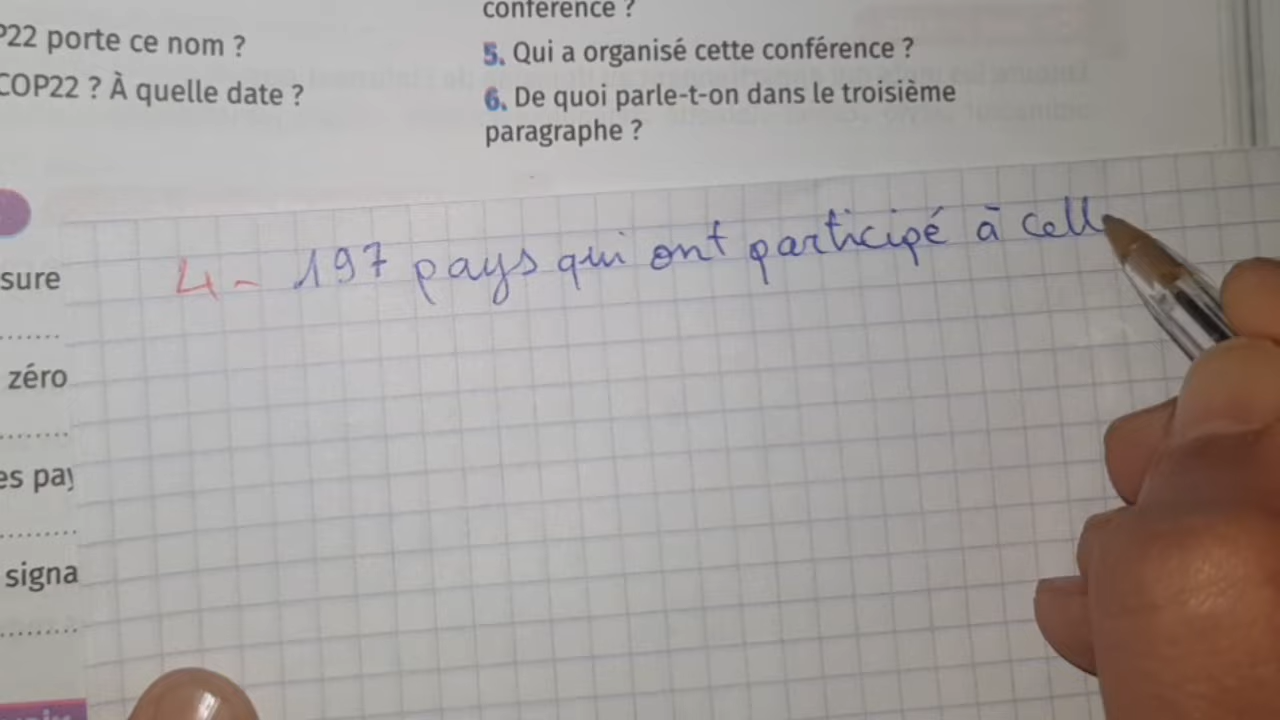 conférence ?
P22 porte ce nom ?
5. Qui a organisé cette conférence ?
COP22 ? À quelle date ?
6. De quoi parle-t-on dans le troisième
paragraphe ?
4- 197 pays qui ont participé à cell
sure
zéro
es pay
signa